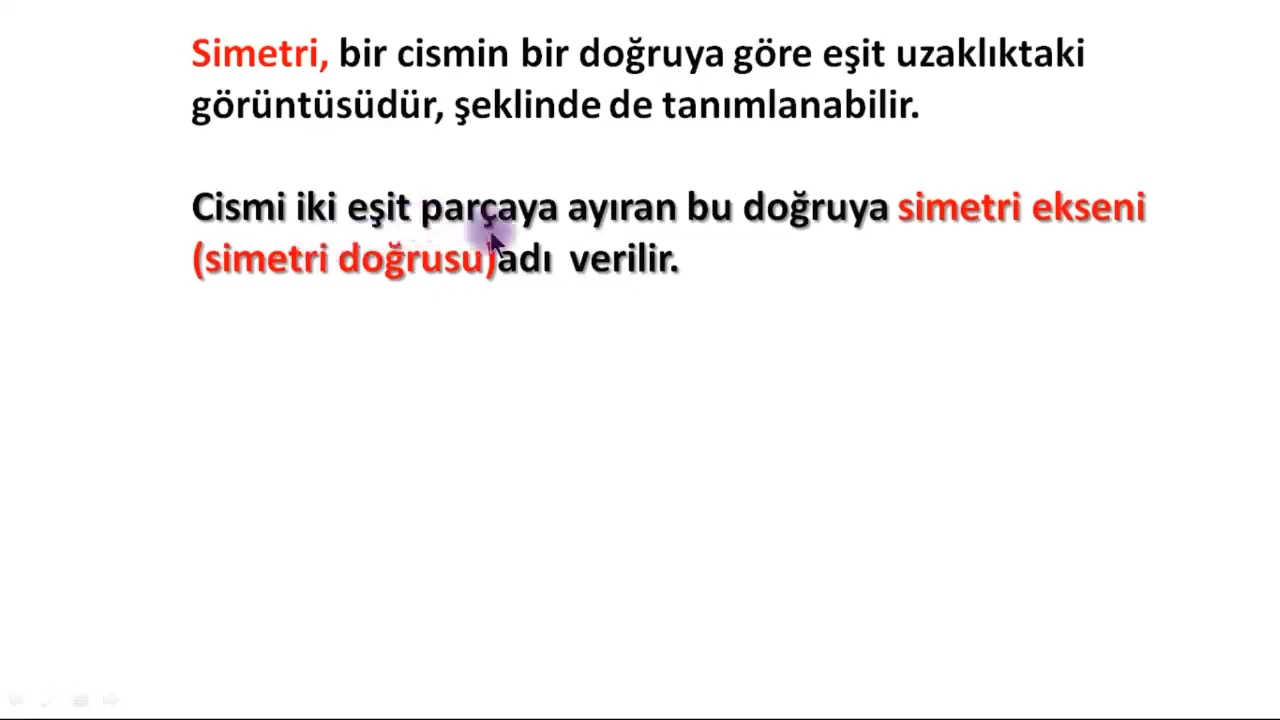 Simetri, bir cismin bir doğruya göre eşit uzaklıktaki
görüntüsüdür, şeklinde de tanımlanabilir.
Cismi iki eşit parçaya ayıran bu doğruya simetri ekseni
(simetri doğrusu)adı verilir.